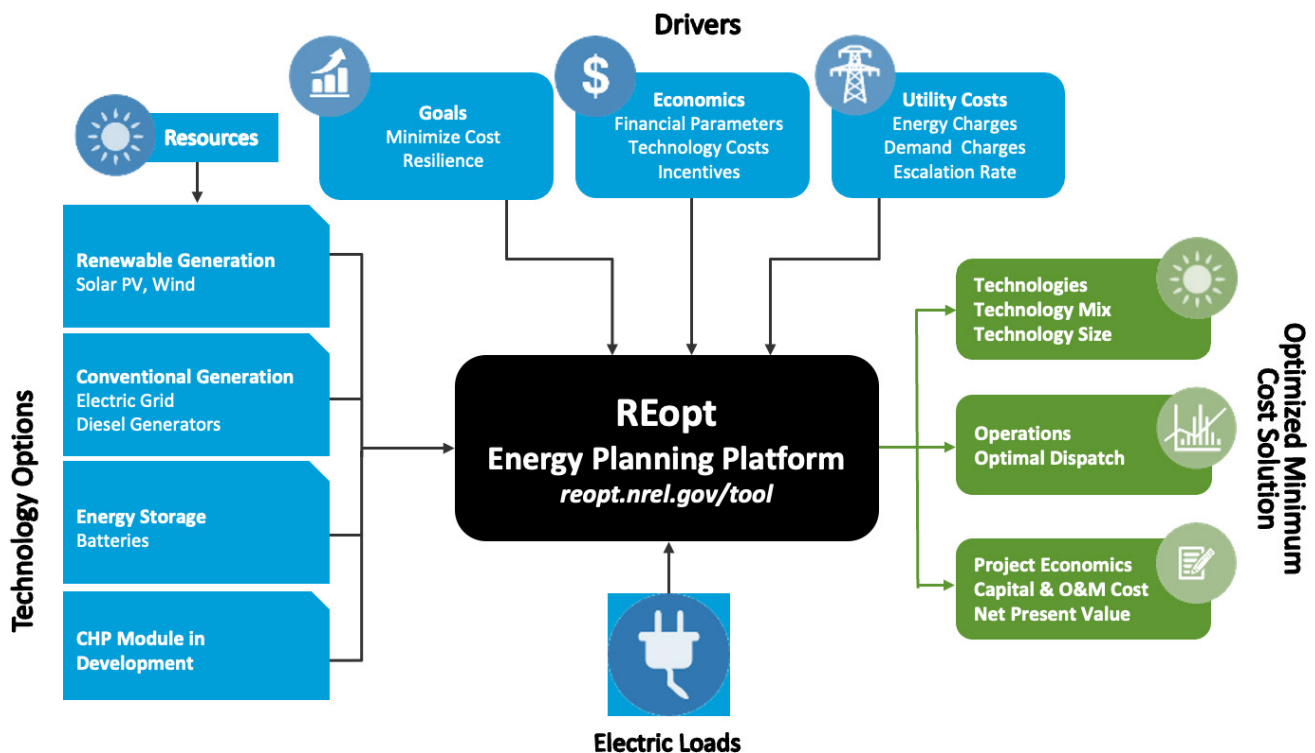 Drivers
Goals
Minimize Cost
Resilience
$
Economics
Financial Parameters
Technology Costs
Incentives
Utility Costs
Energy Charges
Demand Charges
Escalation Rate
Resources
Technology Options
Renewable Generation
Solar PV, Wind
Conventional Generation
Electric Grid
Diesel Generators
Energy Storage
Batteries
CHP Module in
Development
REopt
Energy Planning Platform
reopt.nrel.gov/tool
Electric Loads
Technologies
Technology Mix
Technology Size
Operations
Optimal Dispatch
Project Economics
Capital & O&M Cost
Net Present Value
Optimized Minimum
Cost Solution